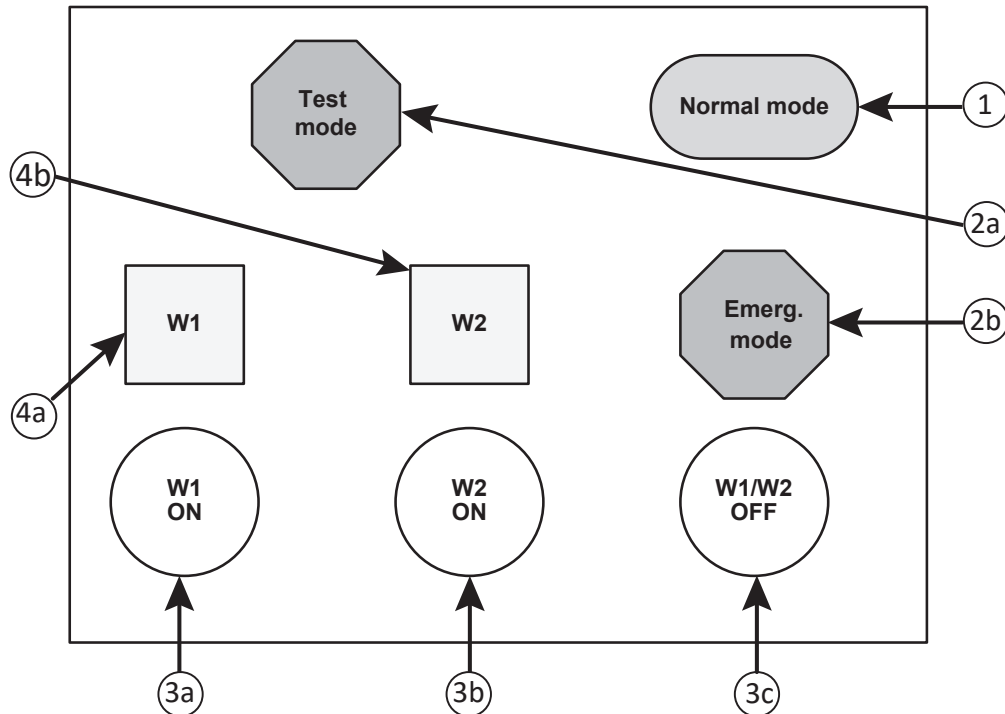 Test
mode
Normal mode
1
4b
2a
W1
W2
Emerg.
mode
2b
4a
W1
ON
W2
ON
W1/W2
OFF
3a
3b
3c